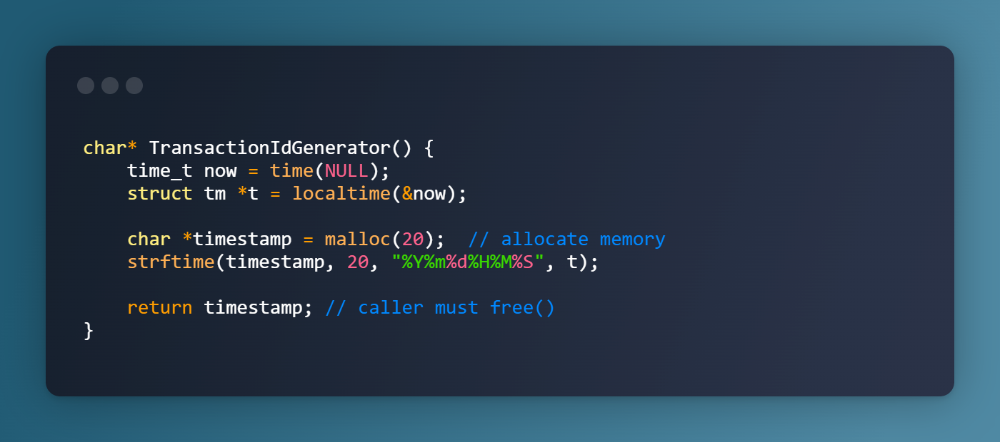 char* TransactionIdGenerator() {
    time_t now = time(NULL);
    struct tm *t = localtime(&now);

    char *timestamp = malloc(20);  // allocate memory
    strftime(timestamp, 20, "%Y%m%d%H%M%S", t);

    return timestamp; // caller must free()
}